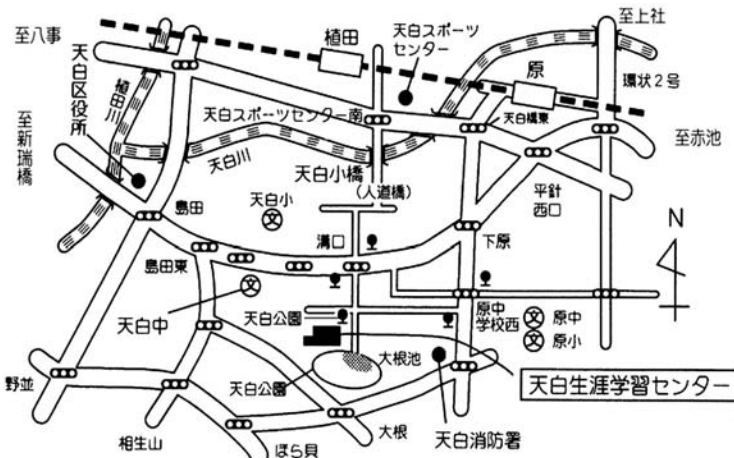 至八事
植田
天白スポーツ
センター
至上社
原
環状2号
天白区役所
植田川
至新瑞橋
天白スポーツセンター南
天白橋東
至赤池
天白川
天白小橋
(人道橋)
平針
西口
天白小
文
島田
溝口
下原
N
島田東
文
天白中
天白公園
原中
学校西
文
原中
文
原小
大根池
天白公園
天白生涯学習センター
野並
相生山
ほら貝
大根
天白消防署